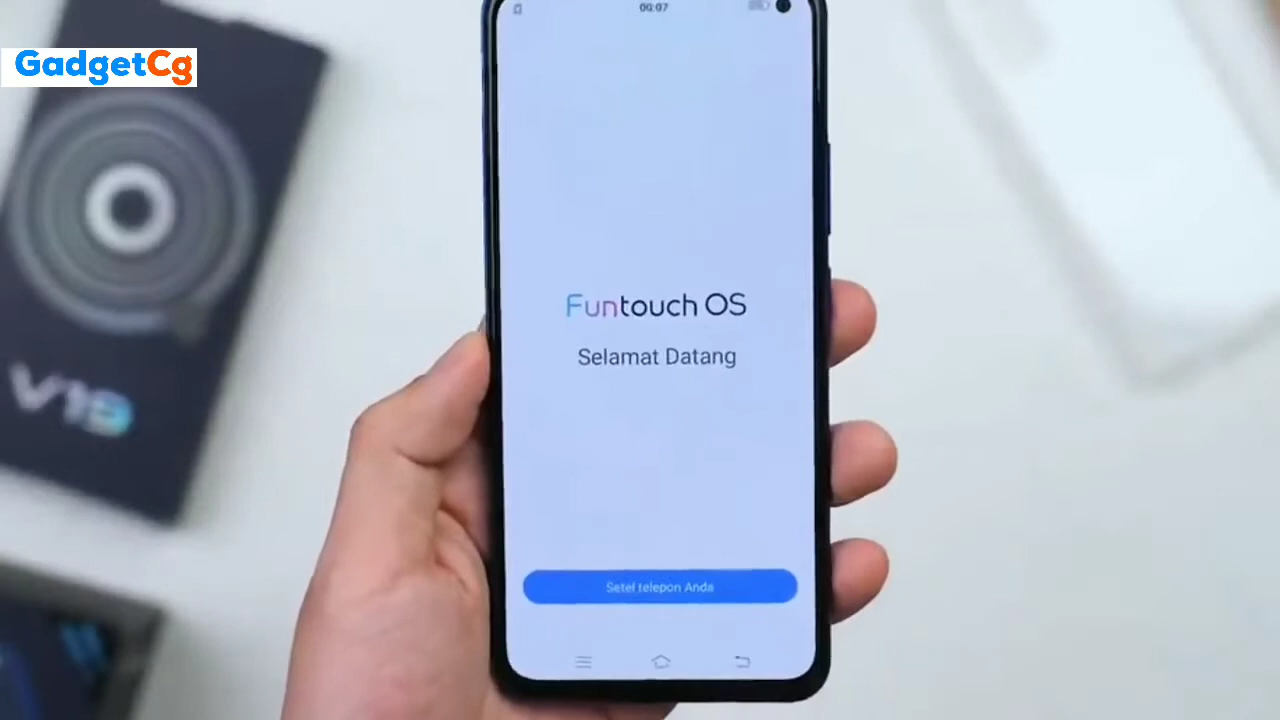 GadgetCg
00:07
Funtouch OS
Selamat Datang
V19
Setel telepon Anda